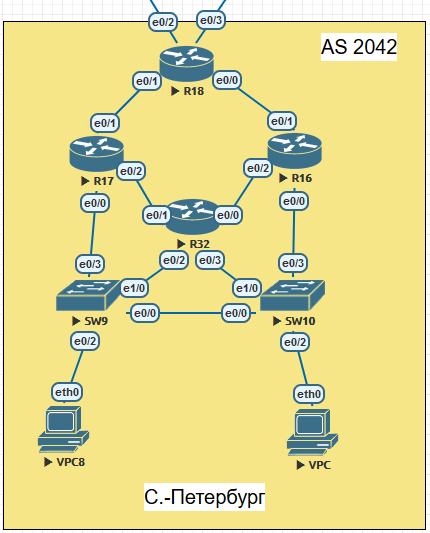 e0/2 e0/3
AS 2042
R18
e0/1 e0/0
e0/1 e0/1
R17 R16
e0/2 e0/2
e0/0 e0/0
e0/1 e0/0
R32
e0/2 e0/3
e0/3 e0/3
e1/0 e1/0
SW9 e0/0 e0/0 SW10
e0/2 e0/2
eth0 eth0
VPC8 VPC
С.-Петербург